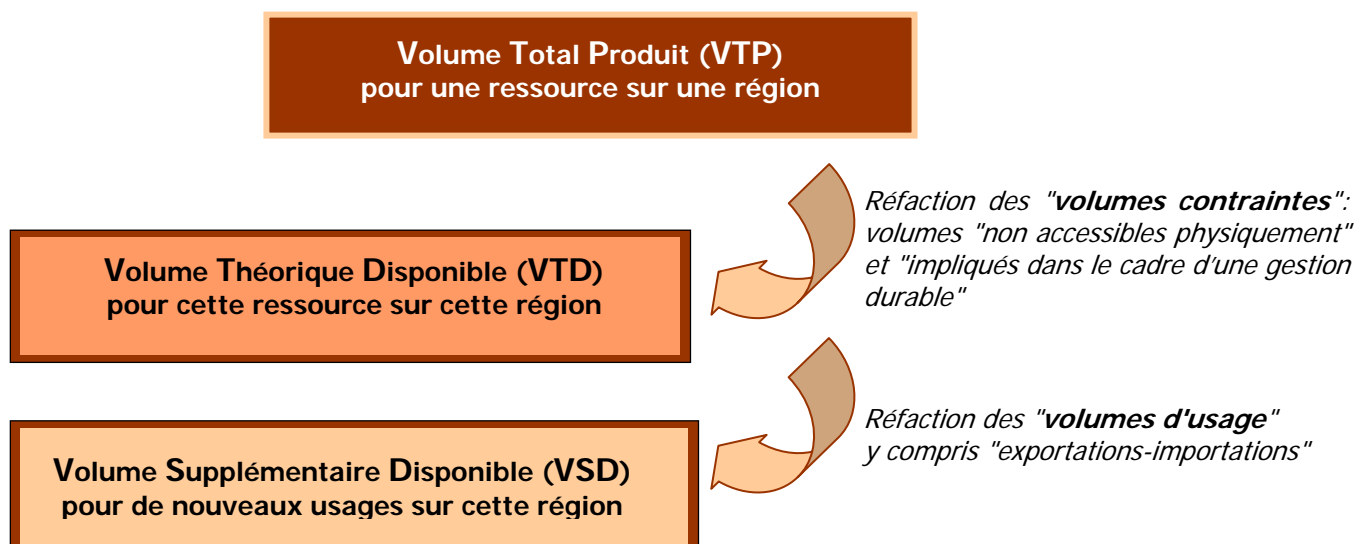 Volume Total Produit (VTP)
pour une ressource sur une région
Réfaction des "volumes contraintes":
volumes "non accessibles physiquement"
et "impliqués dans le cadre d'une gestion
durable"
Volume Théorique Disponible (VTD)
pour cette ressource sur cette région
Réfaction des "volumes d'usage"
y compris "exportations-importations"
Volume Supplémentaire Disponible (VSD)
pour de nouveaux usages sur cette région